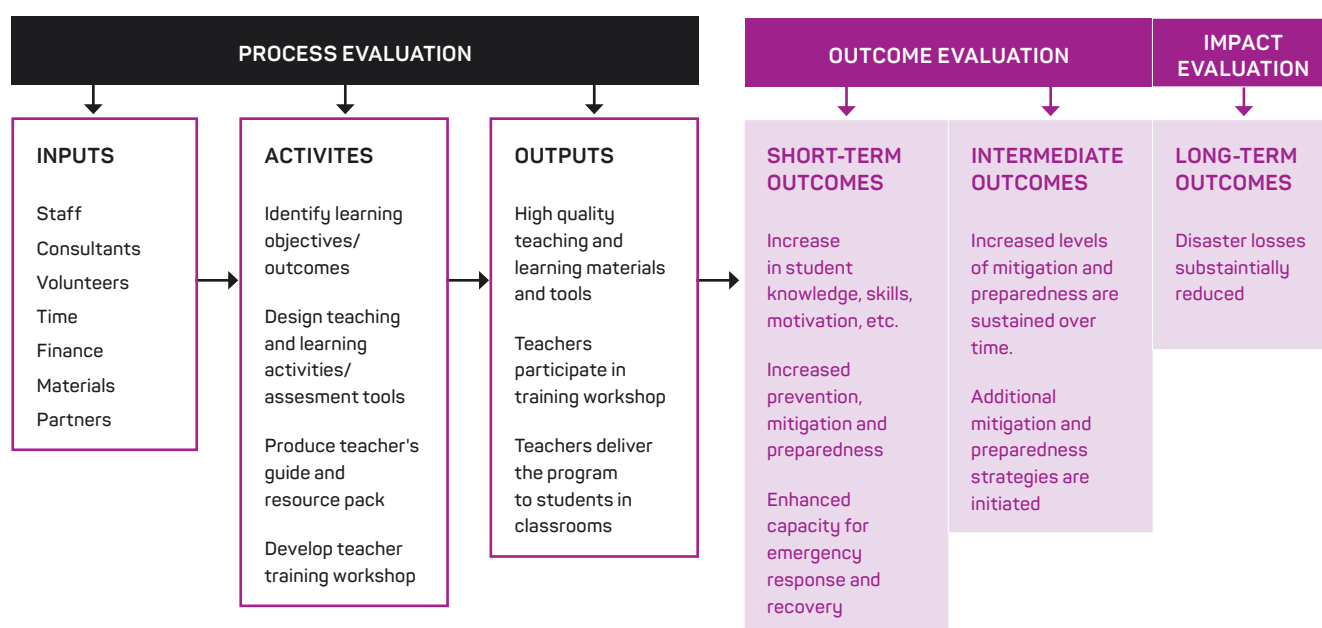 PROCESS EVALUATION
OUTCOME EVALUATION
IMPACT
EVALUATION
INPUTS
Staff
Consultants
Volunteers
Time
Finance
Materials
Partners
ACTIVITES
Identify learning
objectives/
outcomes
Design teaching
and learning
activities/
assesment tools
Produce teacher's
guide and
resource pack
Develop teacher
training workshop
OUTPUTS
High quality
teaching and
learning materials
and tools
Teachers
participate in
training workshop
Teachers deliver
the program
to students in
classrooms
SHORT-TERM
OUTCOMES
Increase
in student
knowledge, skills,
motivation, etc.
Increased
prevention,
mitigation and
preparedness
Enhanced
capacity for
emergency
response and
recovery
INTERMEDIATE
OUTCOMES
Increased levels
of mitigation and
preparedness are
sustained over
time.
Additional
mitigation and
preparedness
strategies are
initiated
LONG-TERM
OUTCOMES
Disaster losses
substaintially
reduced